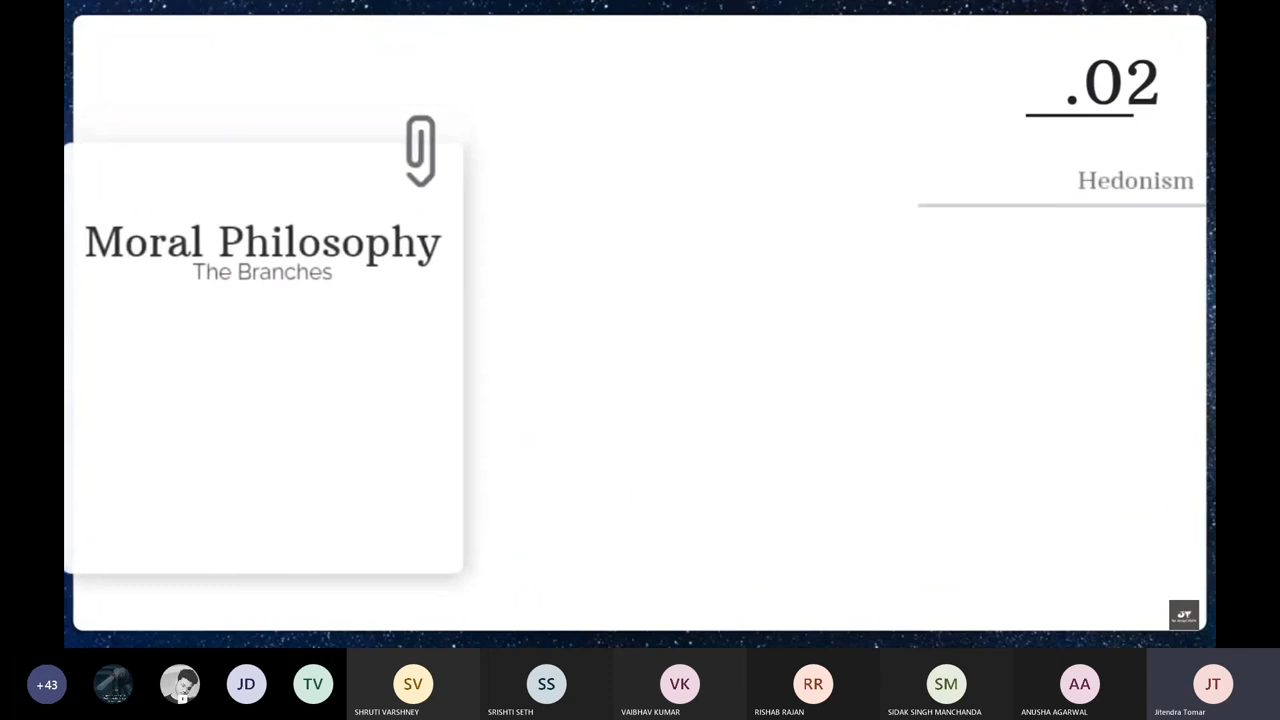 .02
Hedonism
Moral Philosophy
The Branches
+43
JD
TV
SV
SS
VK
RR
SM
AA
JT
SHRUTI VARSHNEY
SRISHTI SETH
VAIBHAV KUMAR
RISHAB RAJAN
SIDAK SINGH MANCHANDA
ANUSHA AGARWAL
Jitendra Tomar